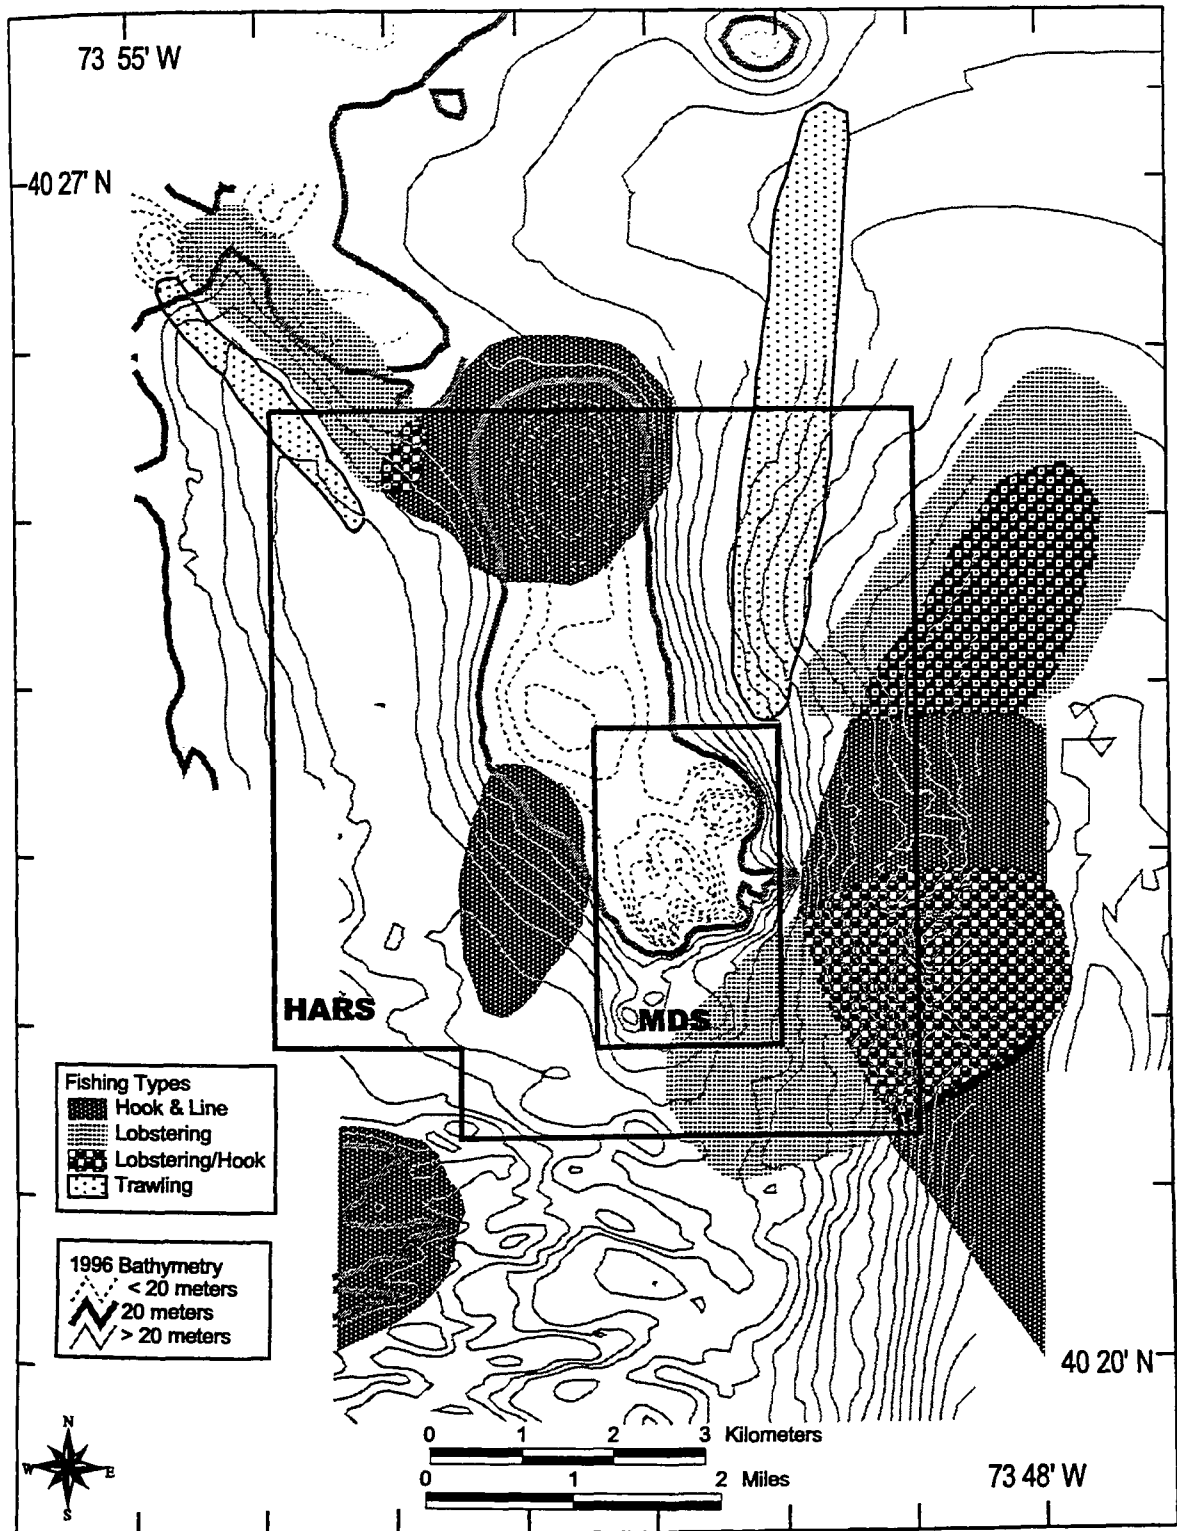 73 55' W
40 27' N
HARS
MDS
Fishing Types
Hook & Line
Lobstering
Lobstering/Hook
Trawling
1996 Bathymetry
< 20 meters
20 meters
> 20 meters
40 20' N
N
W E
S
0 1 2 3 Kilometers
0 1 2 Miles
73 48' W